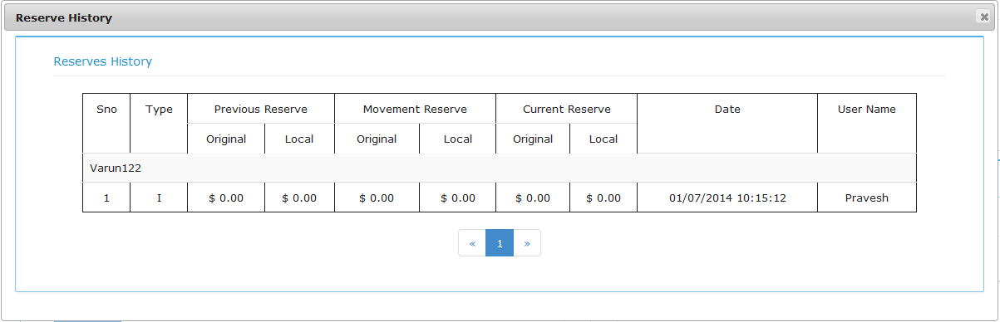 Reserve History
Reserves History
Sno Type Previous Reserve Movement Reserve Current Reserve Date User Name
Original Local Original Local Original Local
Varun122
1 I $ 0.00 $ 0.00 $ 0.00 $ 0.00 $ 0.00 $ 0.00 01/07/2014 10:15:12 Pravesh
« 1 »